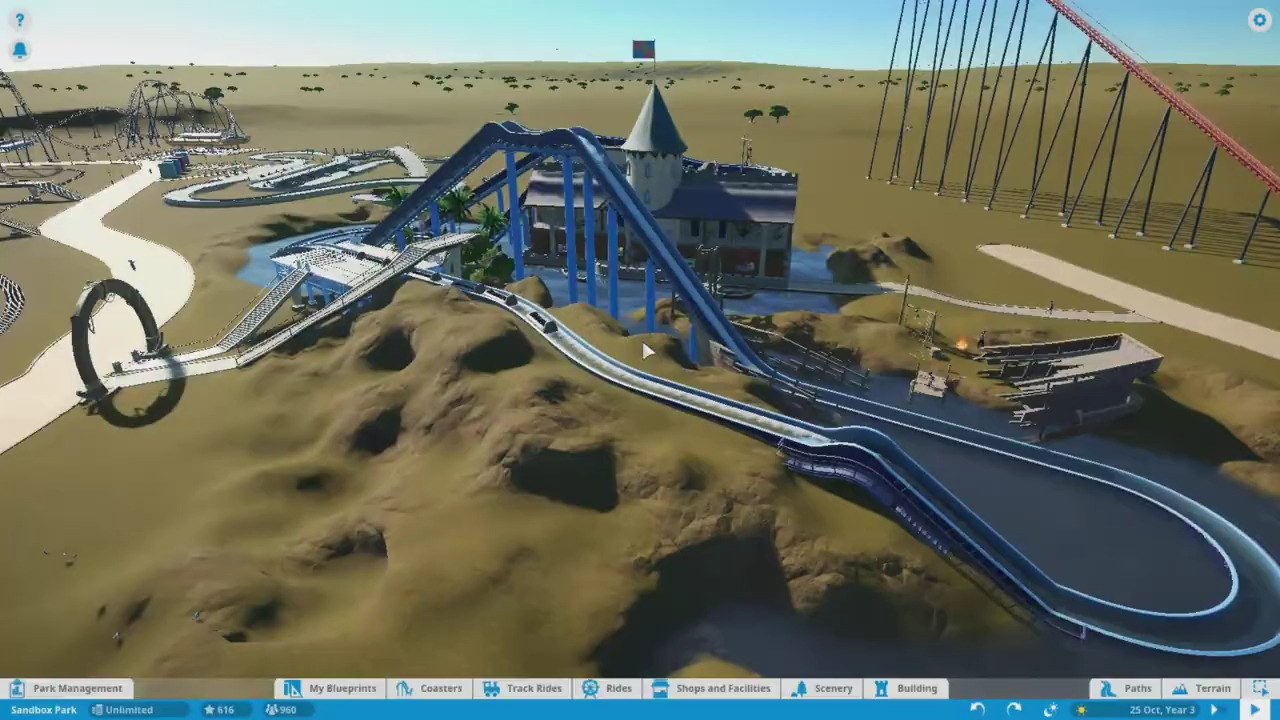 ?
Park Management
My Blueprints
Coasters
Track Rides
Rides
Shops and Facilities
Scenery
Building
Paths
Terrain
Sandbox Park
Unlimited
616
960
25 Oct, Year 3